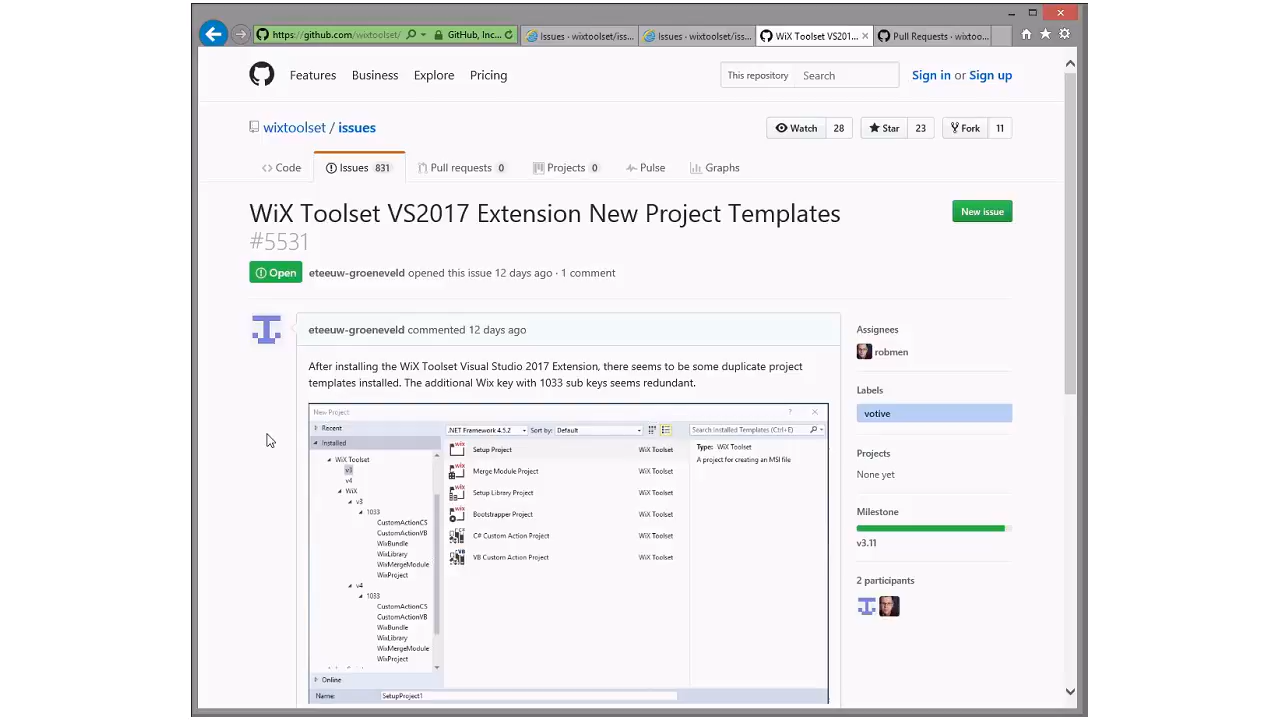 https://github.com/wixtoolset/ GitHub, Inc... Issues · wixtoolset/iss... Issues · wixtoolset/iss... WiX Toolset VS201... Pull Requests · wixtoo...
Features Business Explore Pricing This repository Search Sign in or Sign up
wixtoolset / issues Watch 28 Star 23 Fork 11
Code Issues 831 Pull requests 0 Projects 0 Pulse Graphs
WiX Toolset VS2017 Extension New Project Templates New issue
#5531
Open eteeuw-groeneveld opened this issue 12 days ago · 1 comment
eteeuw-groeneveld commented 12 days ago
After installing the WiX Toolset Visual Studio 2017 Extension, there seems to be some duplicate project
templates installed. The additional Wix key with 1033 sub keys seems redundant.
New Project
Recent
Installed
.NET Framework 4.5.2 Sort by: Default Search Installed Templates (Ctrl+E)
WiX Toolset
v3
v4
WiX
v3
1033
CustomActionCS
CustomActionVB
WixBundle
WixLibrary
WixMergeModule
WixProject
v4
1033
CustomActionCS
CustomActionVB
WixBundle
WixLibrary
WixMergeModule
WixProject
Online
Setup Project WiX Toolset
Merge Module Project WiX Toolset
Setup Library Project WiX Toolset
Bootstrapper Project WiX Toolset
C# Custom Action Project WiX Toolset
VB Custom Action Project WiX Toolset
Type: WiX Toolset
A project for creating an MSI file
Name: SetupProject1
Assignees
robmen
Labels
votive
Projects
None yet
Milestone
v3.11
2 participants